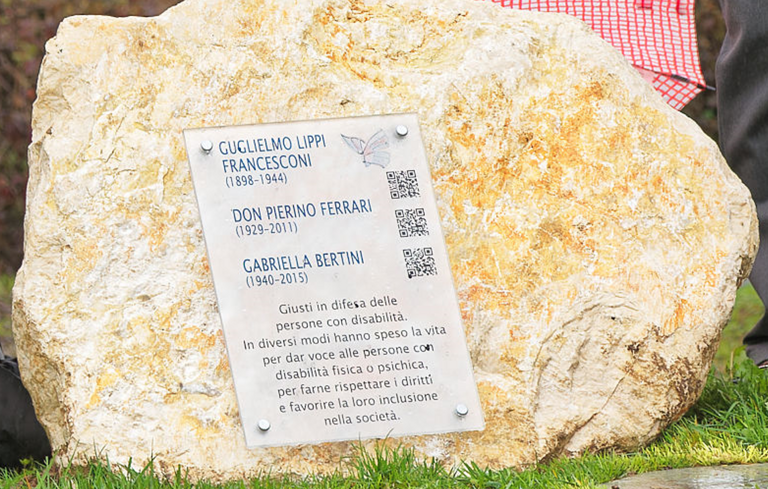 GUGLIELMO LIPPI
FRANCESCONI
(1898-1944)
DON PIERINO FERRARI
(1929-2011)
GABRIELLA BERTINI
(1940-2015)
Giusti in difesa delle
persone con disabilità.
In diversi modi hanno speso la vita
per dar voce alle persone con
disabilità fisica o psichica,
per farne rispettare i diritti
e favorire la loro inclusione
nella società.